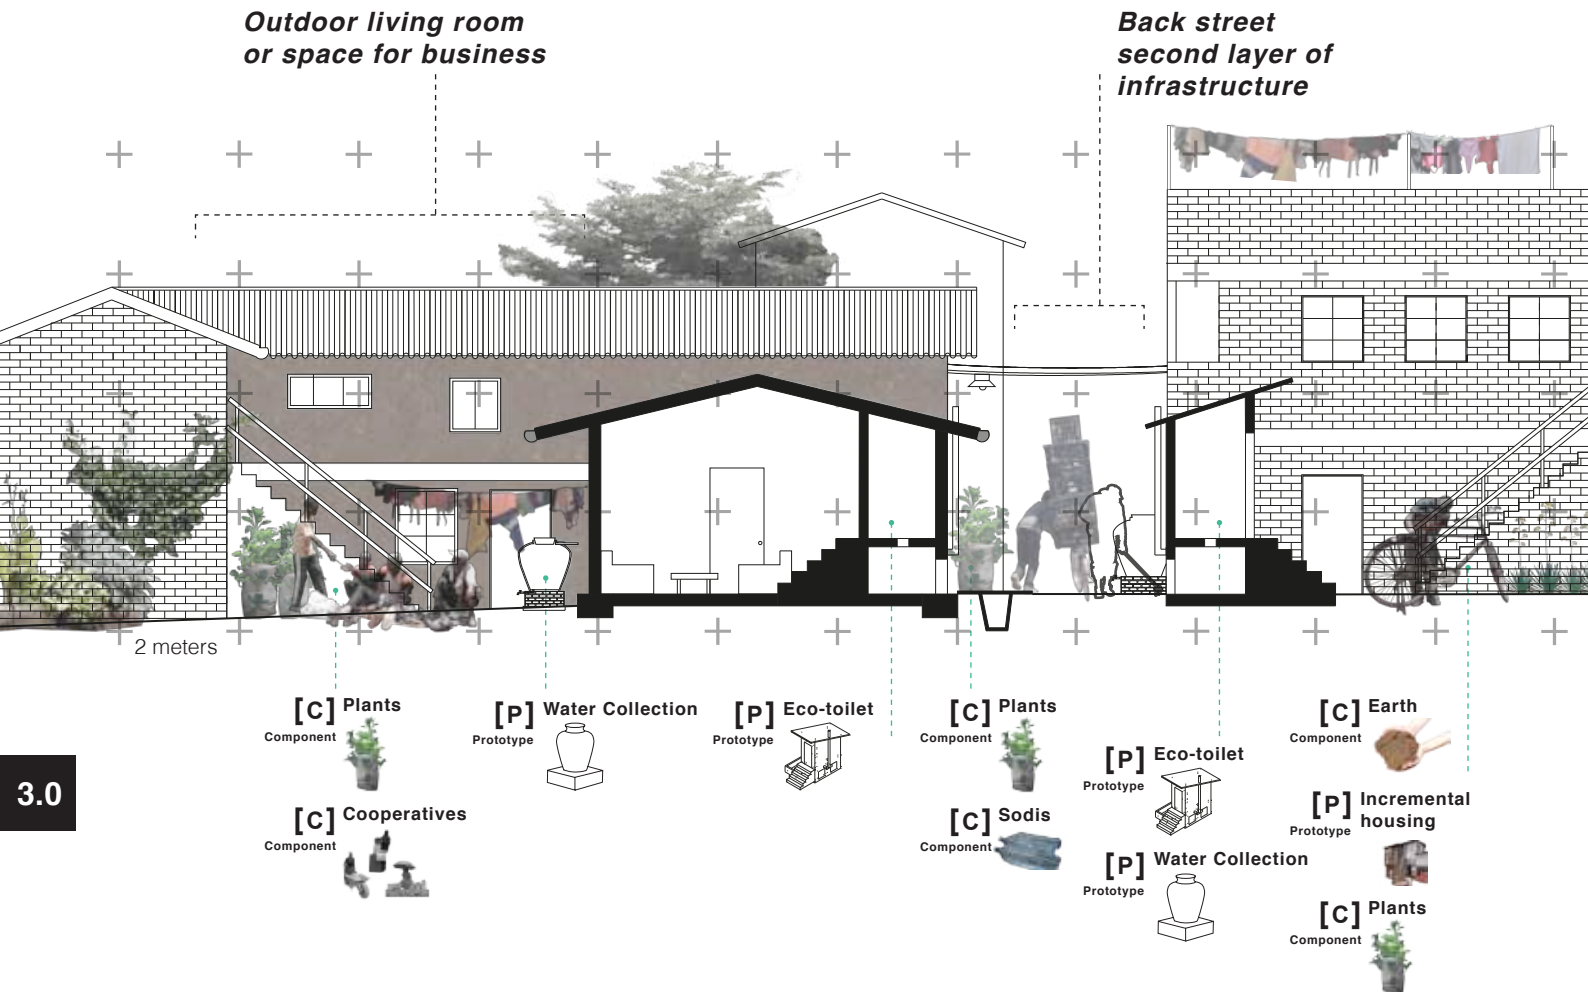 Outdoor living room
or space for business
Back street
second layer of
infrastructure
2 meters
[C] Plants
Component
[C] Cooperatives
Component
[P] Water Collection
Prototype
[P] Eco-toilet
Prototype
[C] Plants
Component
[C] Sodis
Component
[P] Eco-toilet
Prototype
[P] Water Collection
Prototype
[C] Earth
Component
[P] Incremental
housing
Prototype
[C] Plants
Component
3.0